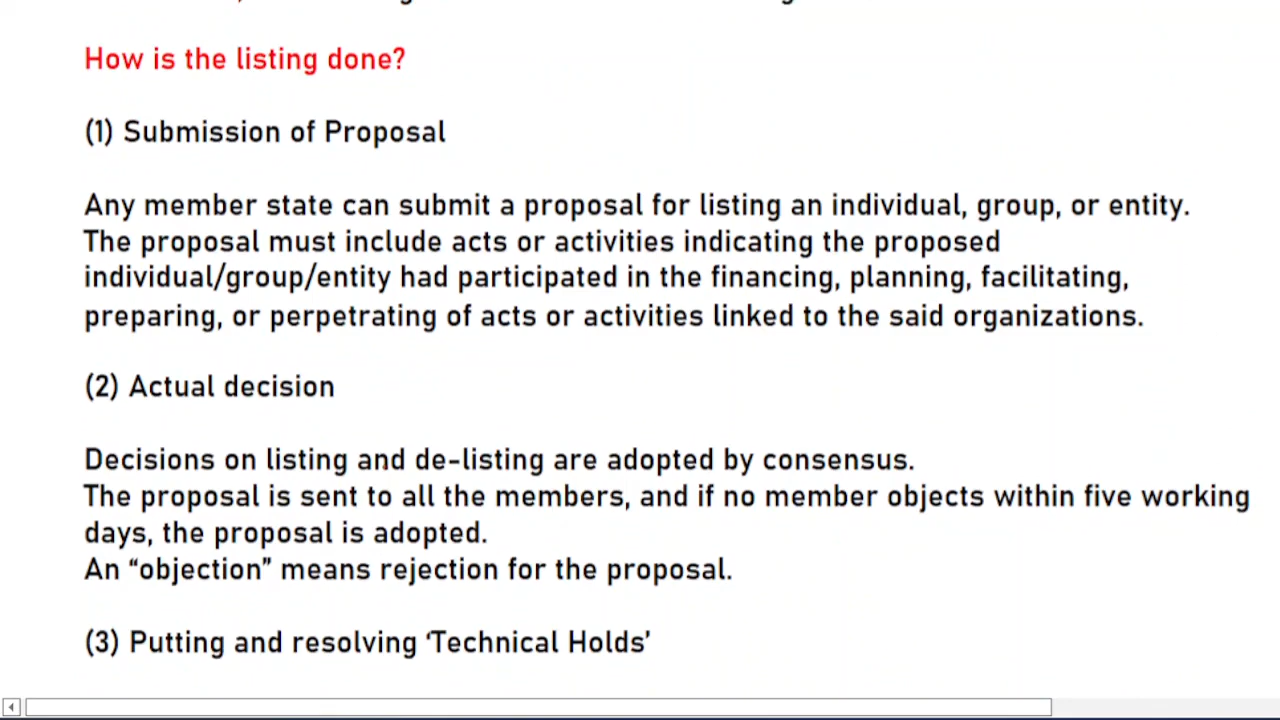 How is the listing done?
(1) Submission of Proposal
Any member state can submit a proposal for listing an individual, group, or entity.
The proposal must include acts or activities indicating the proposed
individual/group/entity had participated in the financing, planning, facilitating,
preparing, or perpetrating of acts or activities linked to the said organizations.
(2) Actual decision
Decisions on listing and de-listing are adopted by consensus.
The proposal is sent to all the members, and if no member objects within five working
days, the proposal is adopted.
An “objection” means rejection for the proposal.
(3) Putting and resolving ‘Technical Holds’